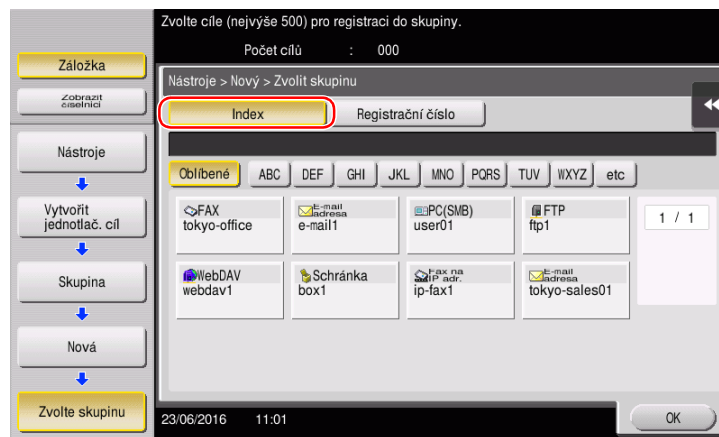 Zvolte cíle (nejvýše 500) pro registraci do skupiny.
Počet cílů : 000
Záložka
Zobrazit
číselnici
Nástroje
Vytvořit
jednotlač. cíl
Skupina
Nová
Zvolte skupinu
Nástroje > Nový > Zvolit skupinu
Index
Registrační číslo
Oblíbené ABC DEF GHI JKL MNO PQRS TUV WXYZ etc
FAX
tokyo-office
E-mail
adresa
e-mail1
PC(SMB)
user01
FTP
ftp1
1 / 1
WebDAV
webdav1
Schránka
box1
Fax na
IP adr.
ip-fax1
E-mail
adresa
tokyo-sales01
23/06/2016 11:01
OK